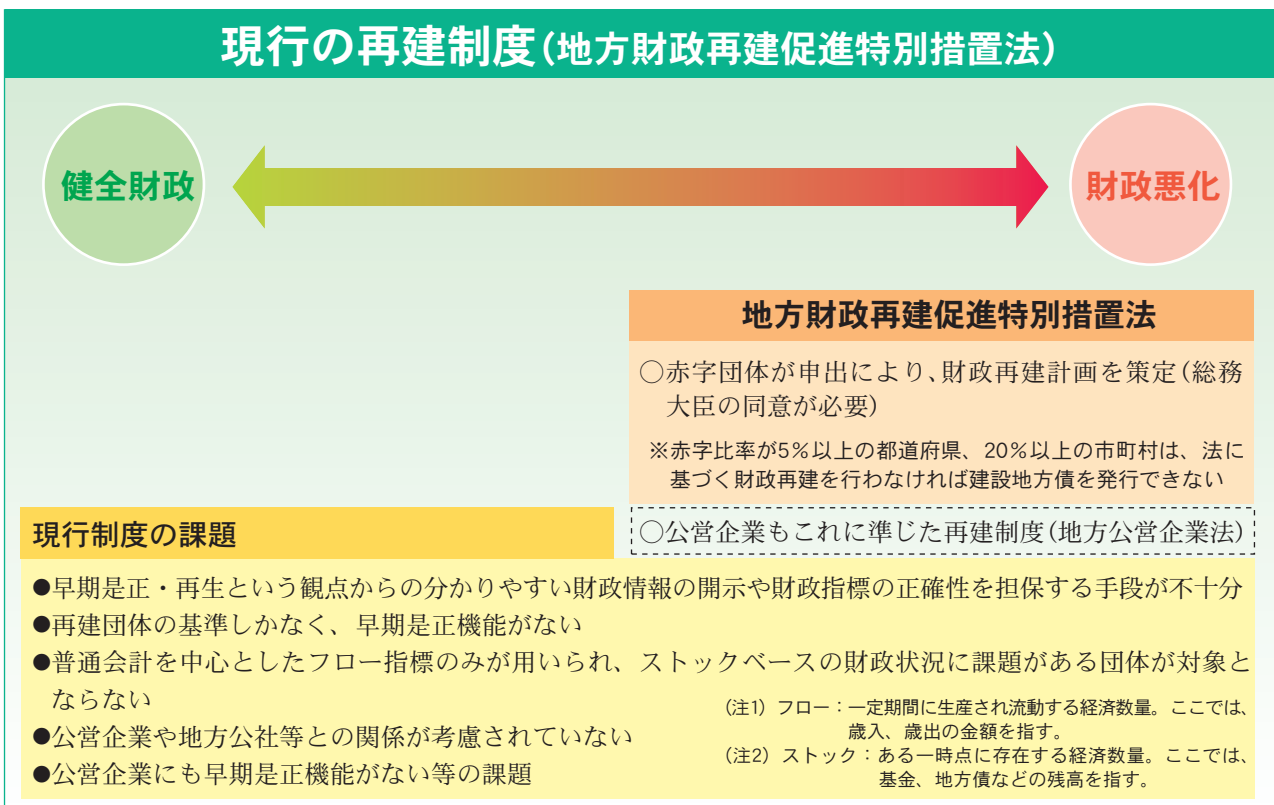 現行の再建制度(地方財政再建促進特別措置法)
健全財政
財政悪化
地方財政再建促進特別措置法
○赤字団体が申出により、財政再建計画を策定(総務
大臣の同意が必要)
※赤字比率が5%以上の都道府県、20%以上の市町村は、法に
基づく財政再建を行わなければ建設地方債を発行できない
○公営企業もこれに準じた再建制度(地方公営企業法)
現行制度の課題
●早期是正・再生という観点からの分かりやすい財政情報の開示や財政指標の正確性を担保する手段が不十分
●再建団体の基準しかなく、早期是正機能がない
●普通会計を中心としたフロー指標のみが用いられ、ストックベースの財政状況に課題がある団体が対象と
ならない
●公営企業や地方公社等との関係が考慮されていない
●公営企業にも早期是正機能がない等の課題
(注1) フロー:一定期間に生産され流動する経済数量。ここでは、
歳入、歳出の金額を指す。
(注2) ストック:ある一時点に存在する経済数量。ここでは、
基金、地方債などの残高を指す。